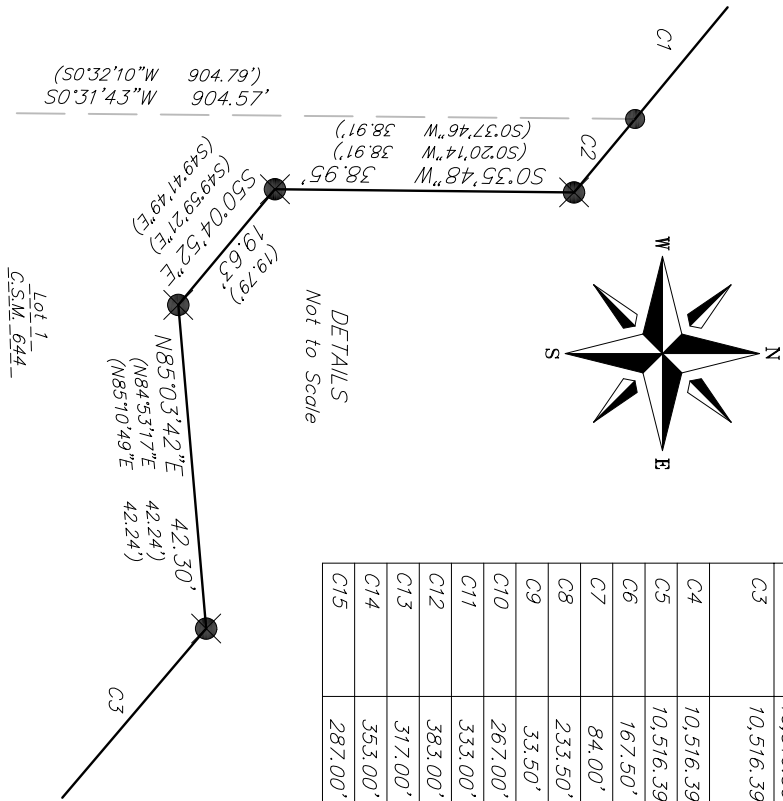 C1
(S0°32'10"W 904.79')
S0°31'43"W 904.57'
C2
(S0°37'46"W 38.91')
(S0°20'14"W 38.91')
S0°35'48"W 38.95'
S50°04'52"E 19.63'
(S49°59'21"E)
(S49°41'49"E)
(19.79')
DETAILS
Not to Scale
N85°03'42"E 42.30'
(N84°53'17"E 42.24')
(N85°10'49"E 42.24')
Lot 1
C.S.M. 644
C3
N
W
E
S
C3 10,516.39
C4 10,516.39
C5 10,516.39
C6 167.50'
C7 84.00'
C8 233.50'
C9 33.50'
C10 267.00'
C11 333.00'
C12 383.00'
C13 317.00'
C14 353.00'
C15 287.00'